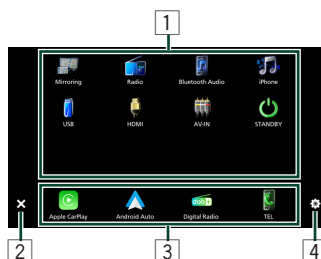 1
Mirroring Radio Bluetooth Audio iPhone
USB HDMI AV-IN STANDBY
dab+
Apple CarPlay Android Auto Digital Radio TEL
2 3 4